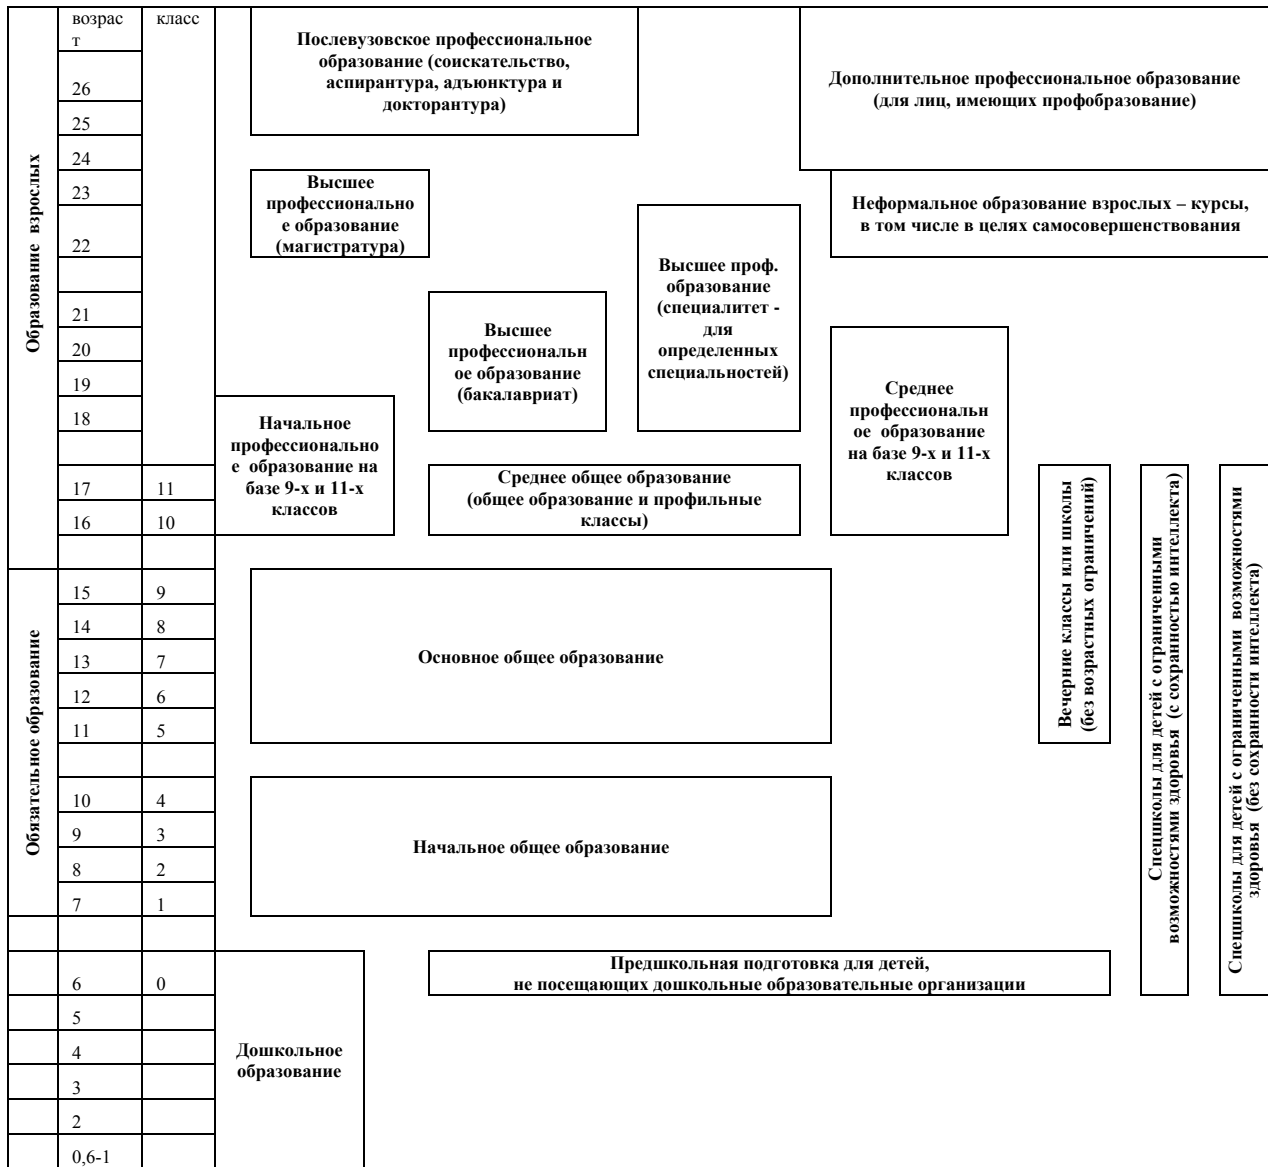 возрас
т
класс
Послевузовское профессиональное
образование (соискательство,
аспирантура, адъюнктура и
докторантура)
Дополнительное профессиональное образование
(для лиц, имеющих профобразование)
26
25
24
23
22
21
20
19
18
17
11
16
10
Образование взрослых
Высшее
профессионально
е образование
(магистратура)
Неформальное образование взрослых – курсы,
в том числе в целях самосовершенствования
Высшее проф.
образование
(специалитет -
для
определенных
специальностей)
Высшее
профессиональн
ое образование
(бакалавриат)
Среднее
профессиональн
ое образование
на базе 9-х и 11-х
классов
Начальное
профессионально
е образование на
базе 9-х и 11-х
классов
Среднее общее образование
(общее образование и профильные
классы)
Вечерние классы или школы
(без возрастных ограничений)
Спецшколы для детей с ограниченными
возможностями здоровья (с сохранностью интеллекта)
Спецшколы для детей с ограниченными возможностями
здоровья (без сохранности интеллекта)
Обязательное образование
15
9
14
8
13
7
12
6
11
5
Основное общее образование
10
4
9
3
8
2
7
1
Начальное общее образование
6
0
Предшкольная подготовка для детей,
не посещающих дошкольные образовательные организации
5
4
3
2
0,6-1
Дошкольное
образование